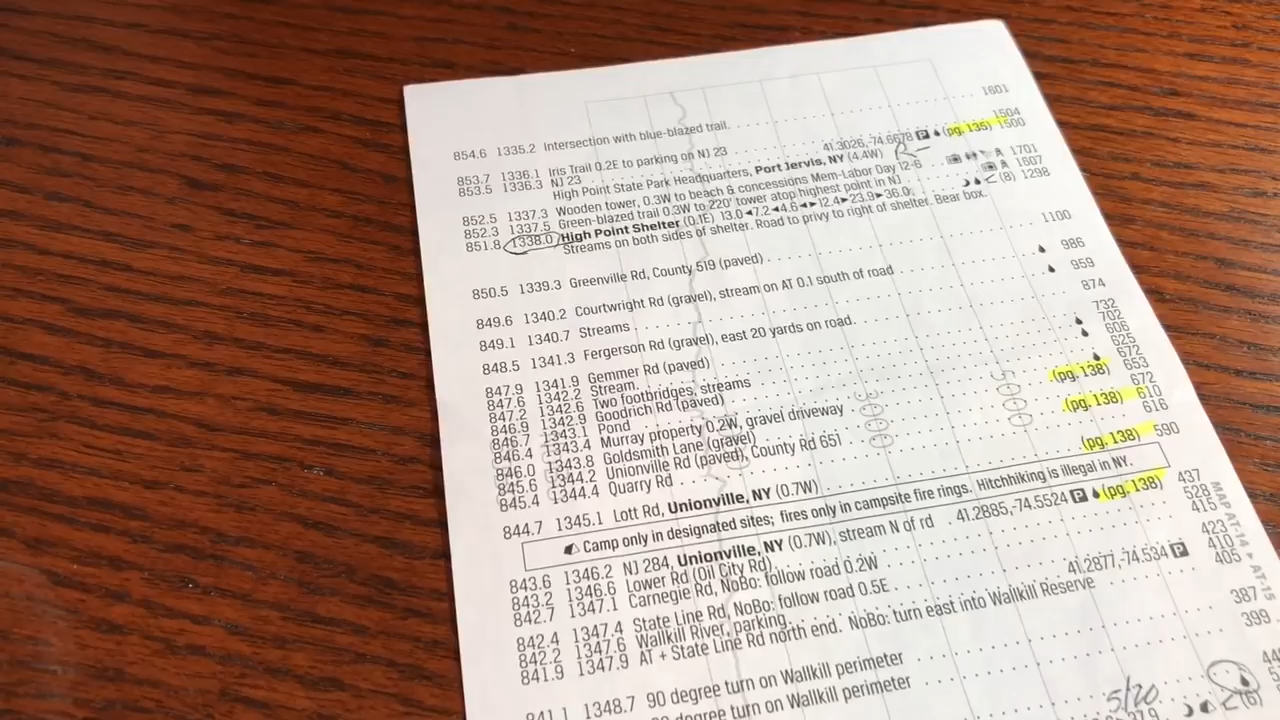 854.6 1335.2 Intersection with blue-blazed trail. 1601
853.7 1336.1 Iris Trail 0.2E to parking on NJ 23 1504
853.5 1336.3 NJ 23 41.3026,-74.6678 P (pg. 135) 1500
High Point State Park Headquarters, Port Jervis, NY (4.4W)
852.5 1337.3 Wooden tower, 0.3W to beach & concessions Mem-Labor Day 12-6 1701
852.3 1337.5 Green-blazed trail 0.3W to 220' tower atop highest point in NJ 1607
851.8 1338.0 High Point Shelter (0.1E) 13.0◄7.2◄4.6◄►12.4►23.9►36.0 (8) 1298
Streams on both sides of shelter. Road to privy to right of shelter. Bear box.
850.5 1339.3 Greenville Rd, County 519 (paved) 1100
849.6 1340.2 Courtwright Rd (gravel), stream on AT 0.1 south of road 986
849.1 1340.7 Streams 959
848.5 1341.3 Fergerson Rd (gravel), east 20 yards on road. 874
847.9 1341.9 Gemmer Rd (paved) 732
847.6 1342.2 Stream. 702
847.2 1342.6 Two footbridges, streams 606
846.9 1342.9 Goodrich Rd (paved) 625
846.7 1343.1 Pond 672
846.4 1343.4 Murray property 0.2W, gravel driveway (pg. 138) 653
846.0 1343.8 Goldsmith Lane (gravel) 672
845.6 1344.2 Unionville Rd (paved), County Rd 651 (pg. 138) 610
845.4 1344.4 Quarry Rd 616
3000 5000
844.7 1345.1 Lott Rd, Unionville, NY (0.7W) (pg. 138) 590
Camp only in designated sites; fires only in campsite fire rings. Hitchhiking is illegal in NY.
843.6 1346.2 NJ 284, Unionville, NY (0.7W), stream N of rd 41.2885,-74.5524 P (pg. 138) 437
843.2 1346.6 Lower Rd (Oil City Rd) 528
842.7 1347.1 Carnegie Rd, NoBo: follow road 0.2W 415
842.4 1347.4 State Line Rd, NoBo: follow road 0.5E 423
842.2 1347.6 Wallkill River, parking 41.2877,-74.534 P 410
841.9 1347.9 AT + State Line Rd north end. NoBo: turn east into Wallkill Reserve 405
841.1 1348.7 90 degree turn on Wallkill perimeter 387
degree turn on Wallkill perimeter 399
5/20
(6)
MAP AT-14 ► AT-15